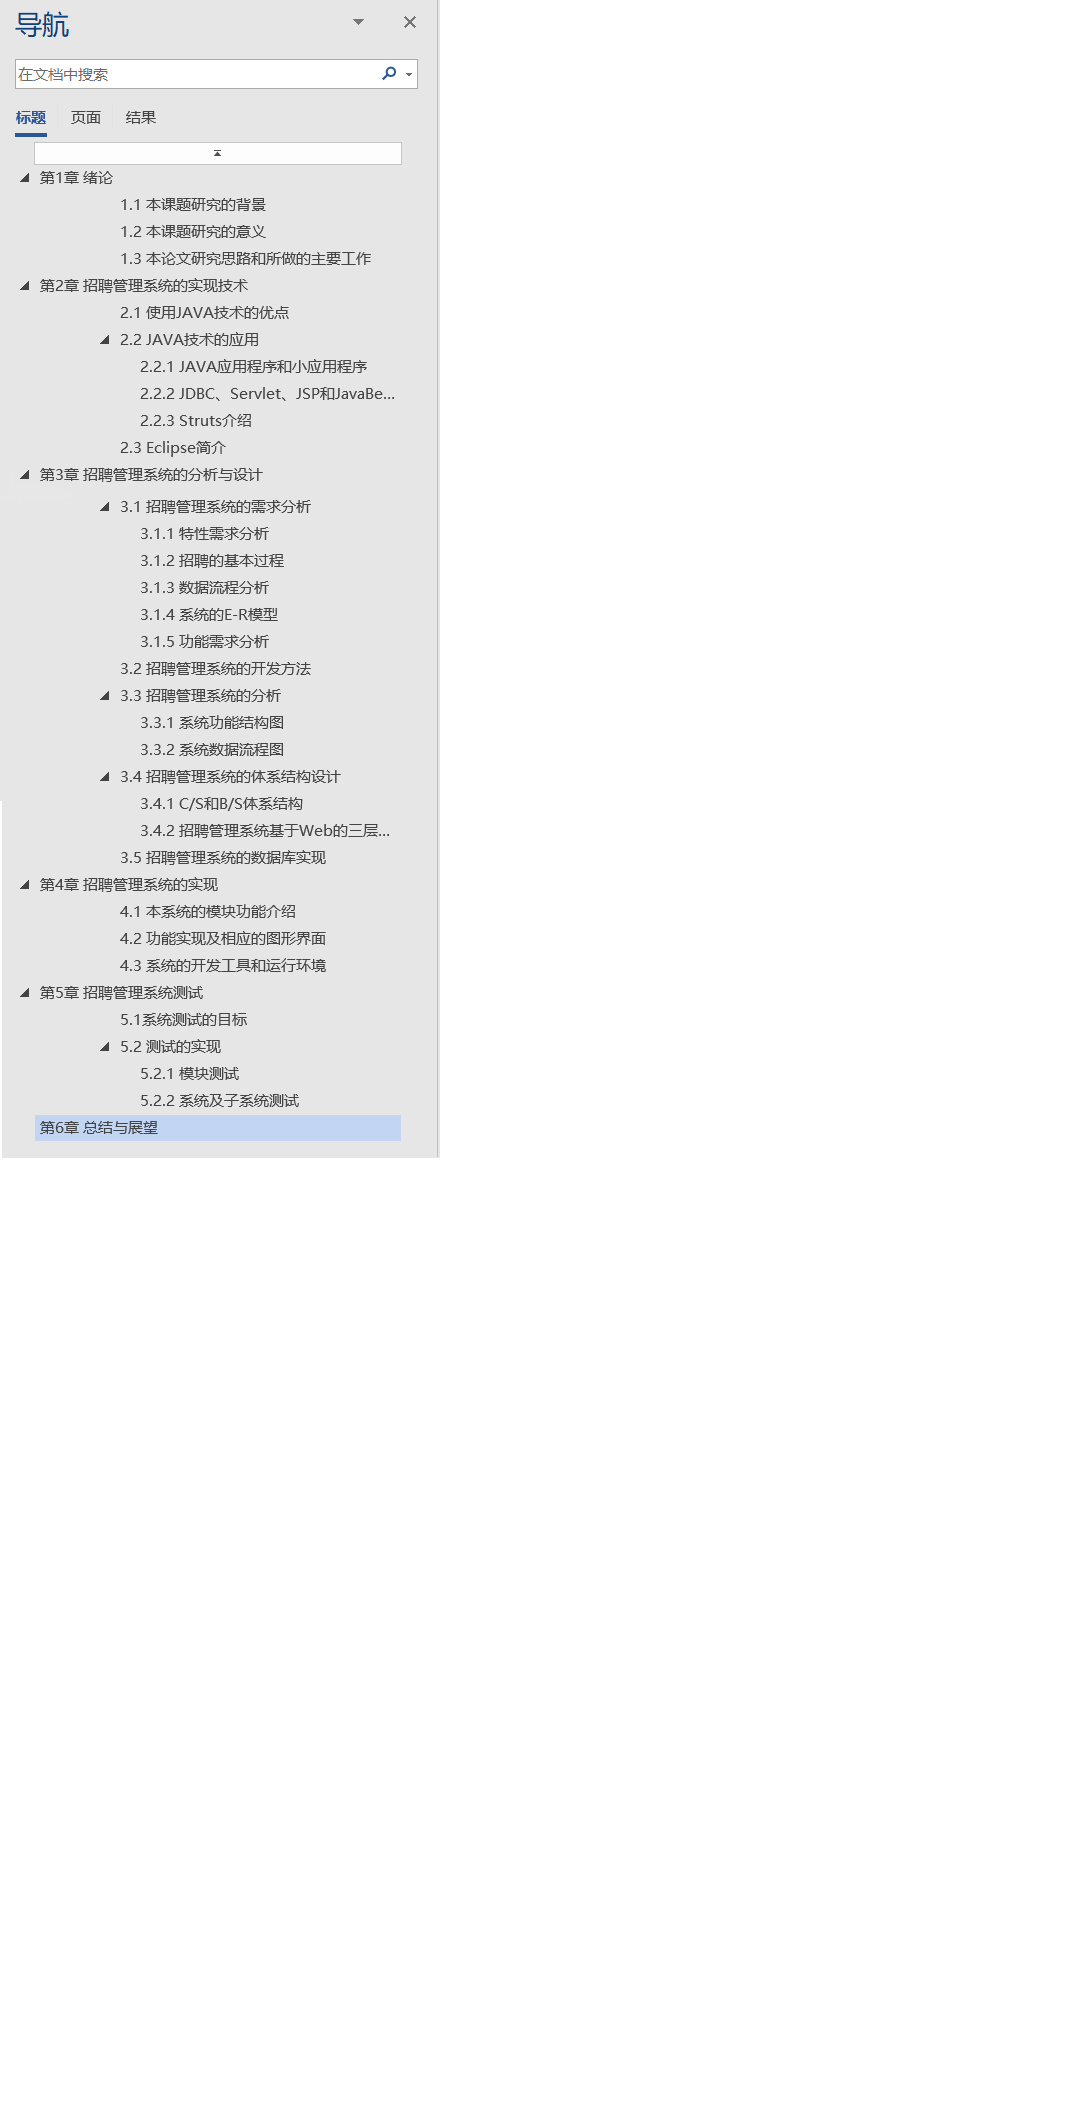 导航
在文档中搜索
标题 页面 结果
第1章 绪论
1.1 本课题研究的背景
1.2 本课题研究的意义
1.3 本论文研究思路和所做的主要工作
第2章 招聘管理系统的实现技术
2.1 使用JAVA技术的优点
2.2 JAVA技术的应用
2.2.1 JAVA应用程序和小应用程序
2.2.2 JDBC、Servlet、JSP和JavaBe...
2.2.3 Struts介绍
2.3 Eclipse简介
第3章 招聘管理系统的分析与设计
3.1 招聘管理系统的需求分析
3.1.1 特性需求分析
3.1.2 招聘的基本过程
3.1.3 数据流程分析
3.1.4 系统的E-R模型
3.1.5 功能需求分析
3.2 招聘管理系统的开发方法
3.3 招聘管理系统的分析
3.3.1 系统功能结构图
3.3.2 系统数据流程图
3.4 招聘管理系统的体系结构设计
3.4.1 C/S和B/S体系结构
3.4.2 招聘管理系统基于Web的三层...
3.5 招聘管理系统的数据库实现
第4章 招聘管理系统的实现
4.1 本系统的模块功能介绍
4.2 功能实现及相应的图形界面
4.3 系统的开发工具和运行环境
第5章 招聘管理系统测试
5.1系统测试的目标
5.2 测试的实现
5.2.1 模块测试
5.2.2 系统及子系统测试
第6章 总结与展望